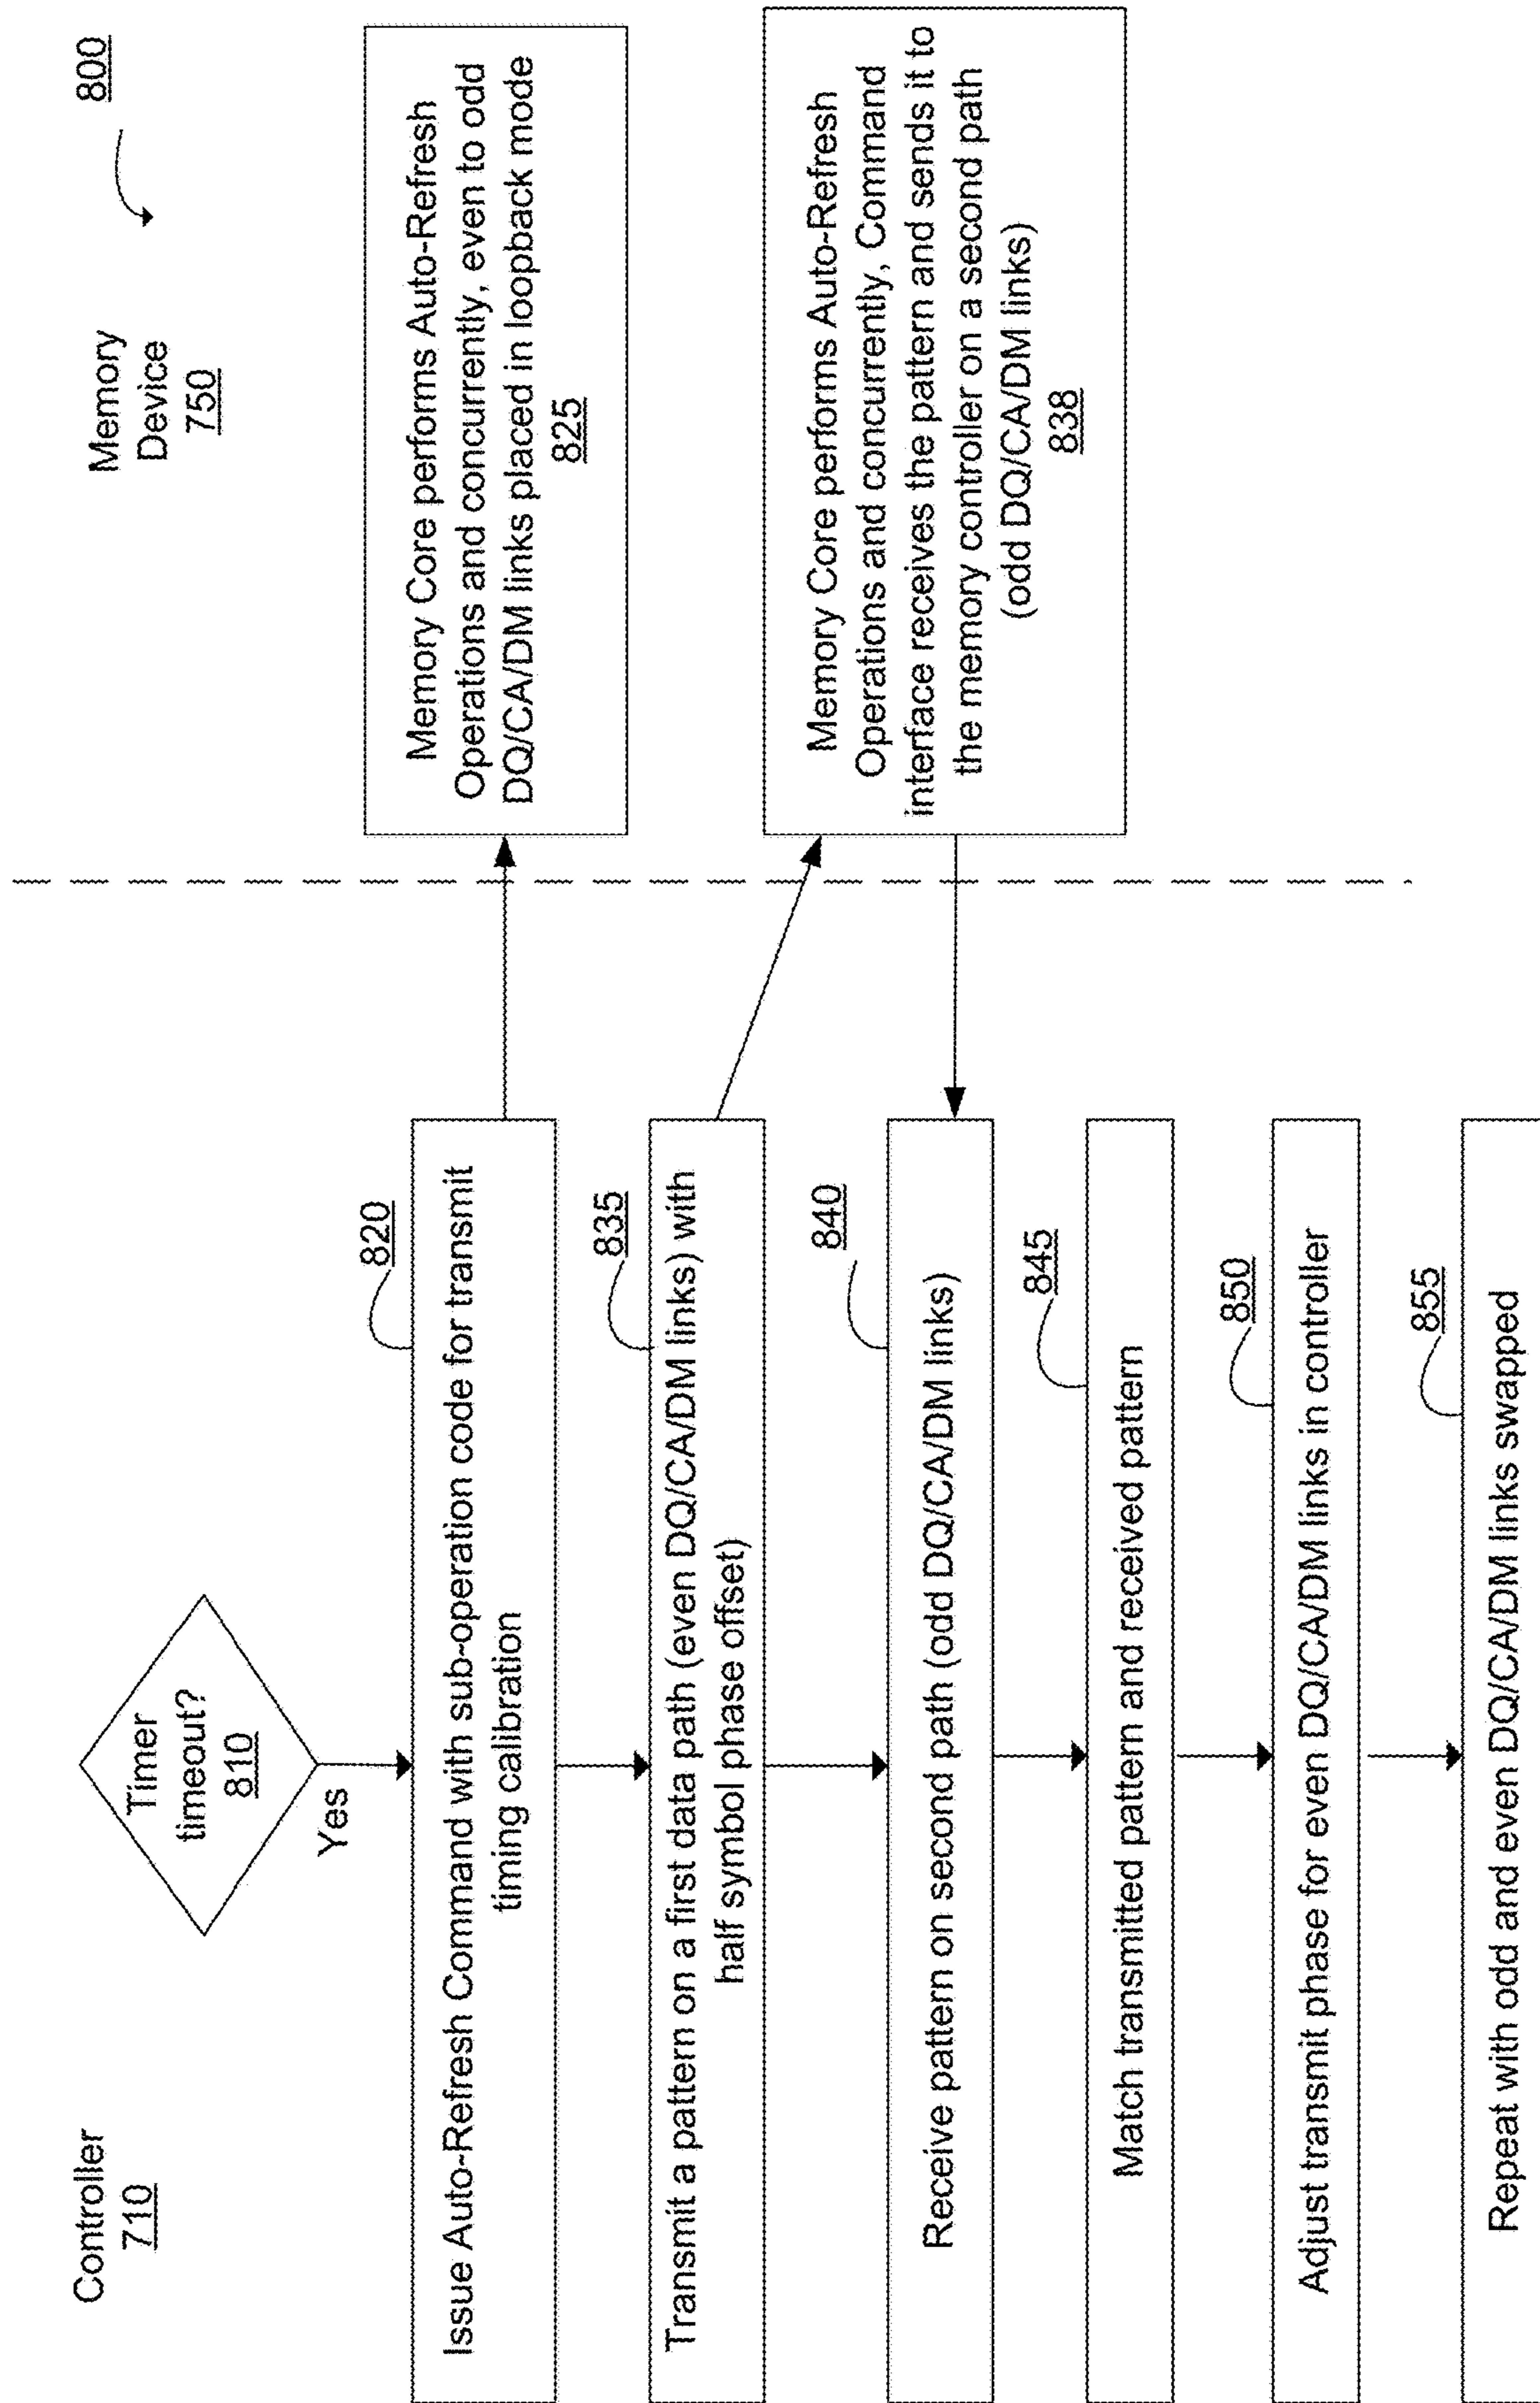 Controller
710
Memory
Device
750
800
Timer
timeout?
810
Yes
820
Issue Auto-Refresh Command with sub-operation code for transmit
timing calibration
Memory Core performs Auto-Refresh
Operations and concurrently, even to odd
DQ/CA/DM links placed in loopback mode
825
835
Transmit a pattern on a first data path (even DQ/CA/DM links) with
half symbol phase offset)
Memory Core performs Auto-Refresh
Operations and concurrently, Command
interface receives the pattern and sends it to
the memory controller on a second path
(odd DQ/CA/DM links)
838
840
Receive pattern on second path (odd DQ/CA/DM links)
845
Match transmitted pattern and received pattern
850
Adjust transmit phase for even DQ/CA/DM links in controller
855
Repeat with odd and even DQ/CA/DM links swapped